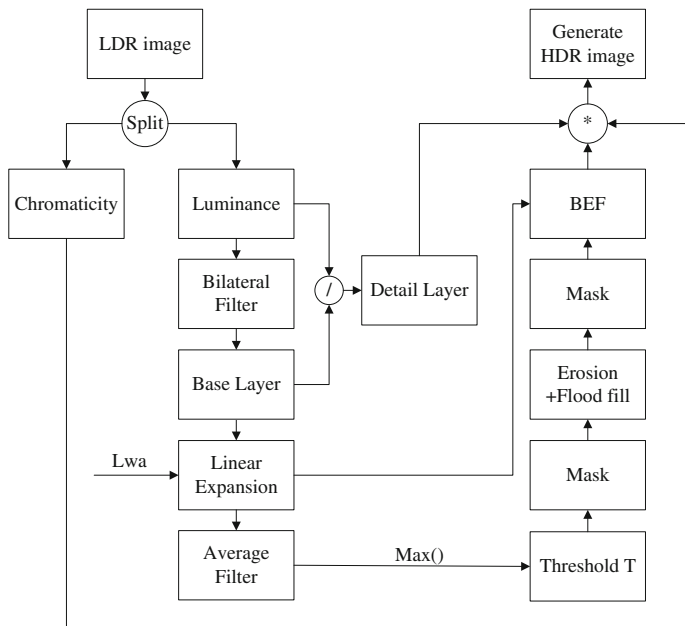 LDR image
Generate
HDR image
Split
*
Chromaticity
Luminance
BEF
Bilateral
Filter
/
Detail Layer
Mask
Base Layer
Erosion
+Flood fill
Lwa
Linear
Expansion
Mask
Average
Filter
Max()
Threshold T